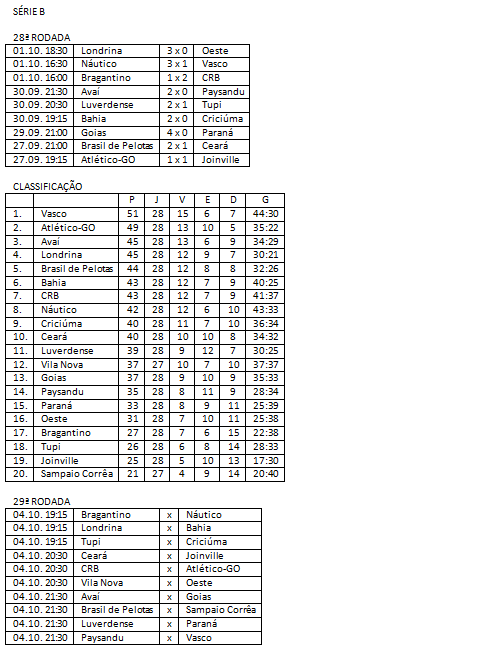 SÉRIE B
28ª RODADA
01.10. 18:30 Londrina 3 x 0 Oeste
01.10. 16:30 Náutico 3 x 1 Vasco
01.10. 16:00 Bragantino 1 x 2 CRB
30.09. 21:30 Avaí 2 x 0 Paysandu
30.09. 20:30 Luverdense 2 x 1 Tupi
30.09. 19:15 Bahia 2 x 0 Criciúma
29.09. 21:00 Goias 4 x 0 Paraná
27.09. 21:00 Brasil de Pelotas 2 x 1 Ceará
27.09. 19:15 Atlético-GO 1 x 1 Joinville
CLASSIFICAÇÃO
P J V E D G
1. Vasco 51 28 15 6 7 44:30
2. Atlético-GO 49 28 13 10 5 35:22
3. Avaí 45 28 13 6 9 34:29
4. Londrina 45 28 12 9 7 30:21
5. Brasil de Pelotas 44 28 12 8 8 32:26
6. Bahia 43 28 12 7 9 40:25
7. CRB 43 28 12 7 9 41:37
8. Náutico 42 28 12 6 10 43:33
9. Criciúma 40 28 11 7 10 36:34
10. Ceará 40 28 10 10 8 34:32
11. Luverdense 39 28 9 12 7 30:25
12. Vila Nova 37 27 10 7 10 37:37
13. Goias 37 28 9 10 9 35:33
14. Paysandu 35 28 8 11 9 28:34
15. Paraná 33 28 8 9 11 25:39
16. Oeste 31 28 7 10 11 25:38
17. Bragantino 27 28 7 6 15 22:38
18. Tupi 26 28 6 8 14 28:33
19. Joinville 25 28 5 10 13 17:30
20. Sampaio Corrêa 21 27 4 9 14 20:40
29ª RODADA
04.10. 19:15 Bragantino x Náutico
04.10. 19:15 Londrina x Bahia
04.10. 19:15 Tupi x Criciúma
04.10. 20:30 Ceará x Joinville
04.10. 20:30 CRB x Atlético-GO
04.10. 20:30 Vila Nova x Oeste
04.10. 21:30 Avaí x Goias
04.10. 21:30 Brasil de Pelotas x Sampaio Corrêa
04.10. 21:30 Luverdense x Paraná
04.10. 21:30 Paysandu x Vasco